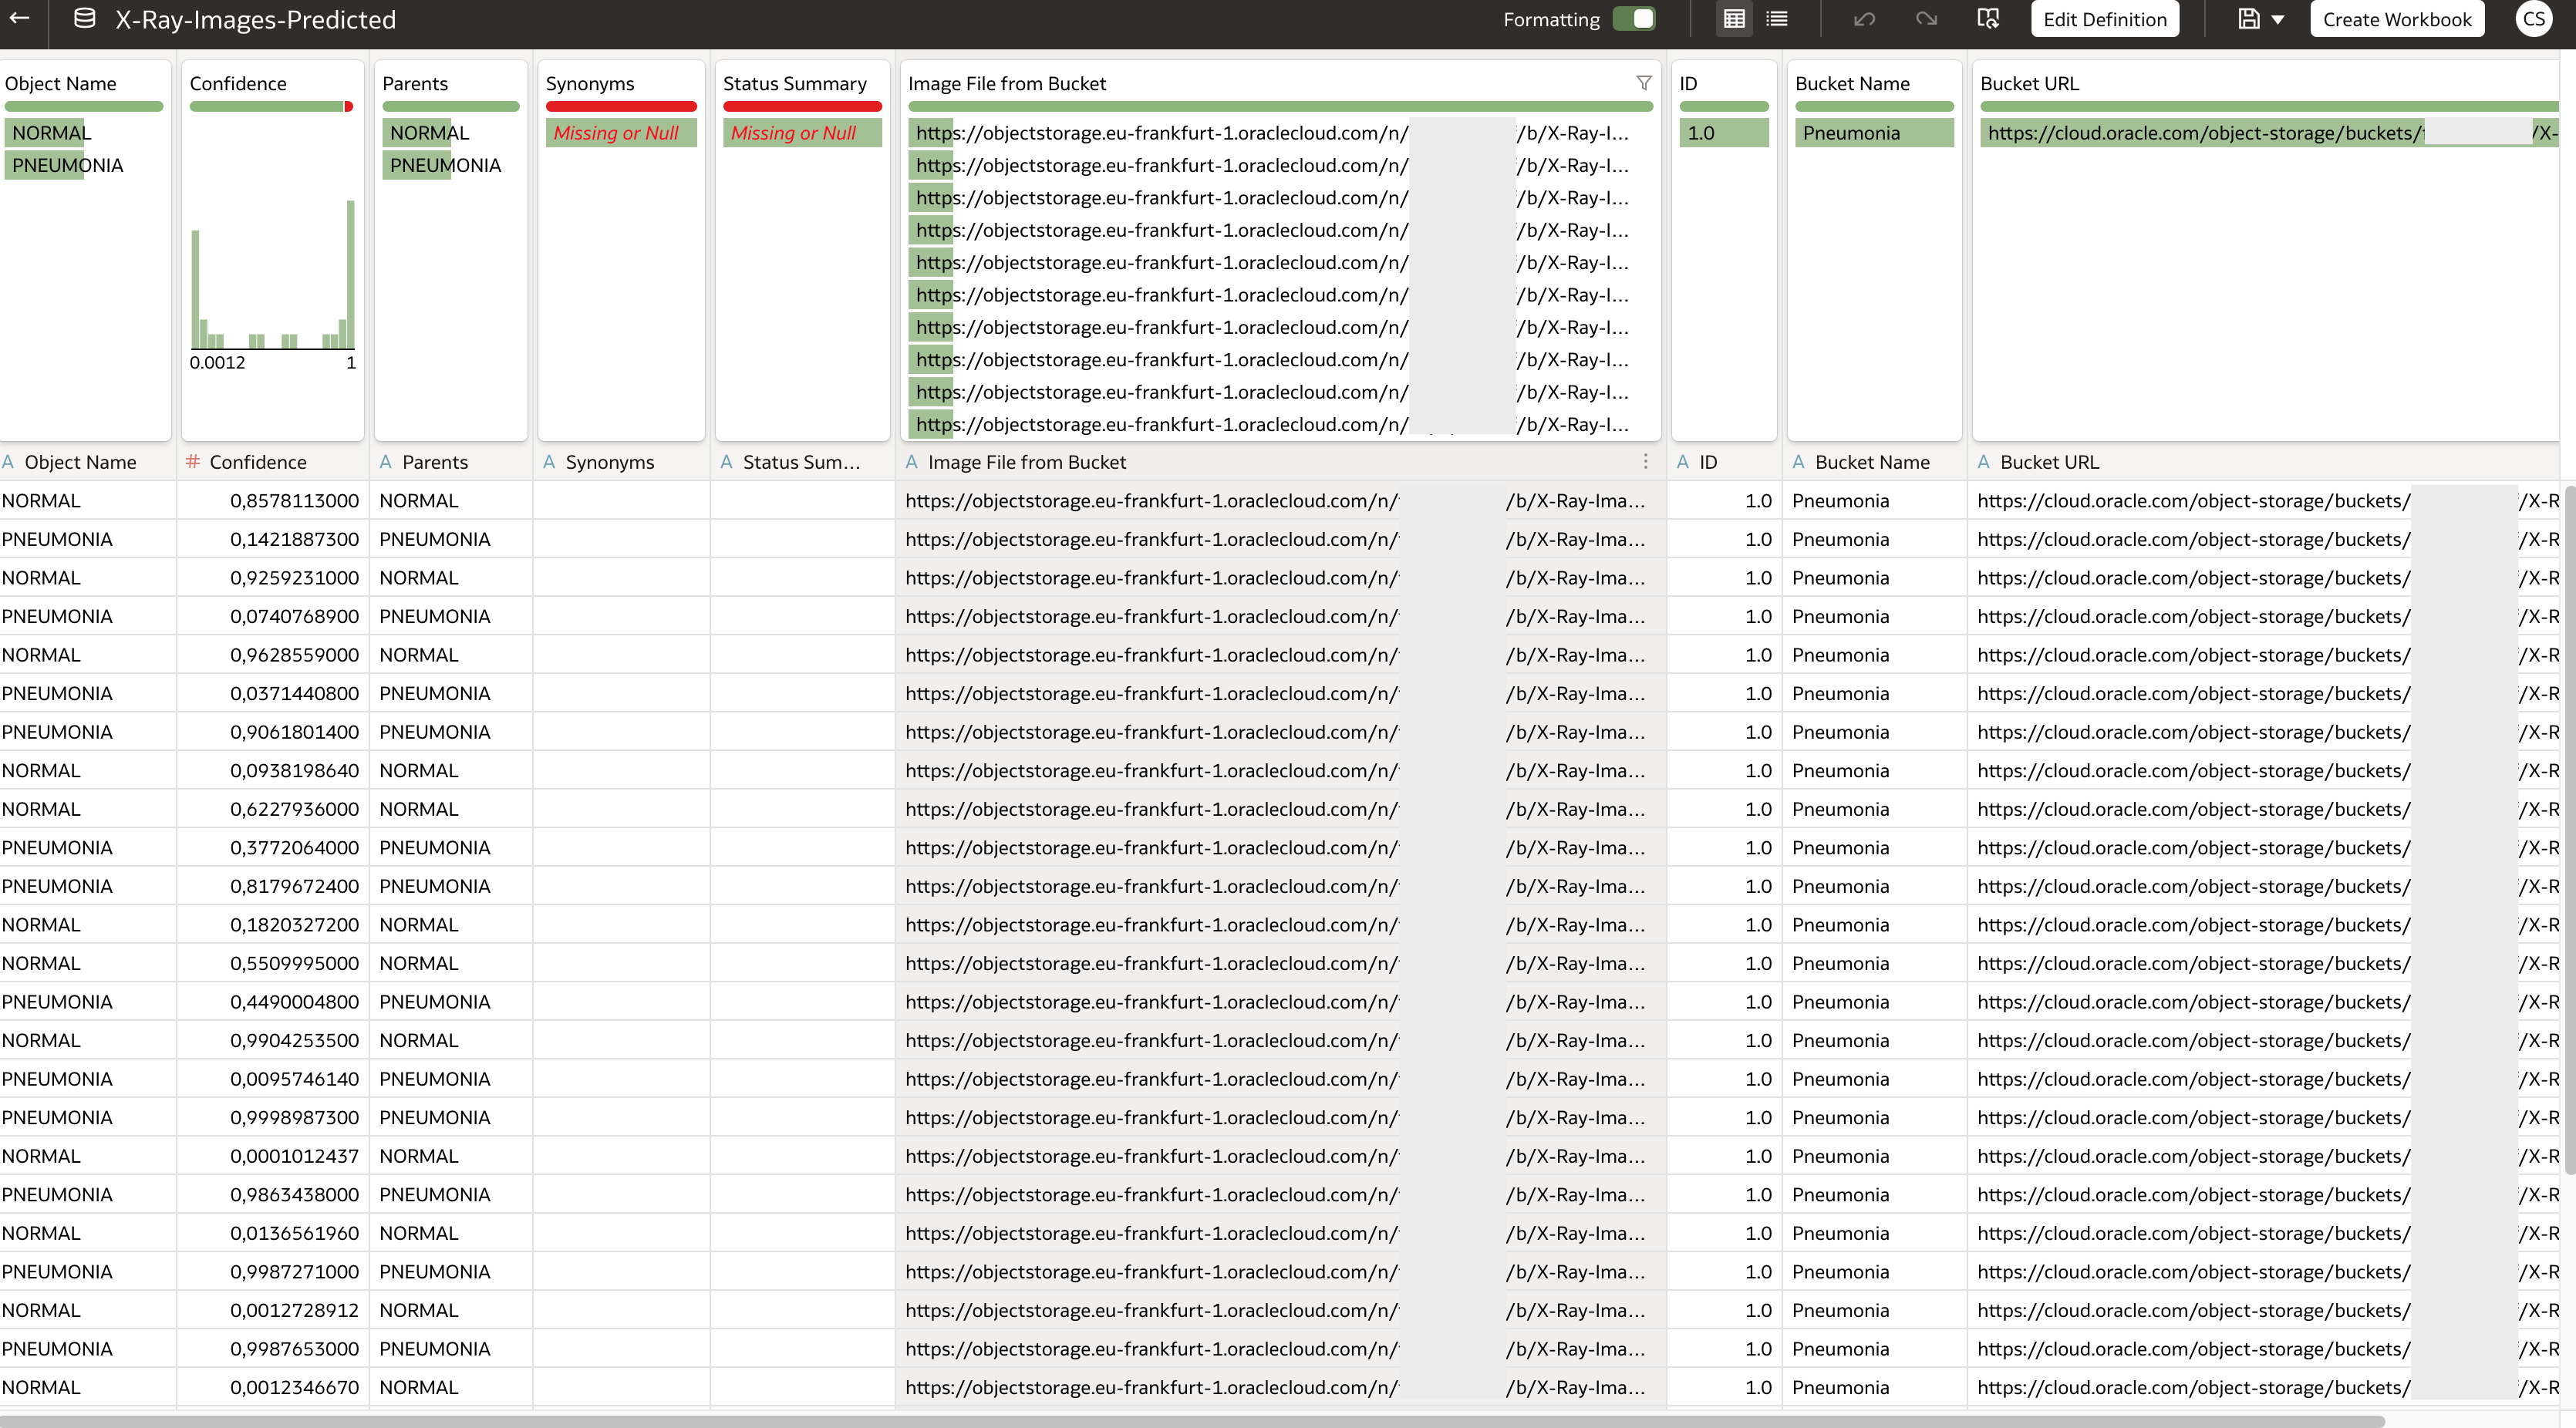 X-Ray-Images-Predicted Formatting Edit Definition Create Workbook CS
Object Name Confidence Parents Synonyms Status Summary Image File from Bucket ID Bucket Name Bucket URL
NORMAL NORMAL Missing or Null Missing or Null https://objectstorage.eu-frankfurt-1.oraclecloud.com/n/ /b/X-Ray-I... 1.0 Pneumonia https://cloud.oracle.com/object-storage/buckets/ /X-
PNEUMONIA PNEUMONIA https://objectstorage.eu-frankfurt-1.oraclecloud.com/n/ /b/X-Ray-I...
https://objectstorage.eu-frankfurt-1.oraclecloud.com/n/ /b/X-Ray-I...
https://objectstorage.eu-frankfurt-1.oraclecloud.com/n/ /b/X-Ray-I...
https://objectstorage.eu-frankfurt-1.oraclecloud.com/n/ /b/X-Ray-I...
https://objectstorage.eu-frankfurt-1.oraclecloud.com/n/ /b/X-Ray-I...
https://objectstorage.eu-frankfurt-1.oraclecloud.com/n/ /b/X-Ray-I...
0.0012 1 https://objectstorage.eu-frankfurt-1.oraclecloud.com/n/ /b/X-Ray-I...
https://objectstorage.eu-frankfurt-1.oraclecloud.com/n/ /b/X-Ray-I...
https://objectstorage.eu-frankfurt-1.oraclecloud.com/n/ /b/X-Ray-I...
A Object Name # Confidence A Parents A Synonyms A Status Sum... A Image File from Bucket A ID A Bucket Name A Bucket URL
NORMAL 0,8578113000 NORMAL https://objectstorage.eu-frankfurt-1.oraclecloud.com/n/ /b/X-Ray-Ima... 1.0 Pneumonia https://cloud.oracle.com/object-storage/buckets/ /X-R
PNEUMONIA 0,1421887300 PNEUMONIA https://objectstorage.eu-frankfurt-1.oraclecloud.com/n/ /b/X-Ray-Ima... 1.0 Pneumonia https://cloud.oracle.com/object-storage/buckets/ /X-R
NORMAL 0,9259231000 NORMAL https://objectstorage.eu-frankfurt-1.oraclecloud.com/n/ /b/X-Ray-Ima... 1.0 Pneumonia https://cloud.oracle.com/object-storage/buckets/ /X-R
PNEUMONIA 0,0740768900 PNEUMONIA https://objectstorage.eu-frankfurt-1.oraclecloud.com/n/ /b/X-Ray-Ima... 1.0 Pneumonia https://cloud.oracle.com/object-storage/buckets/ /X-R
NORMAL 0,9628559000 NORMAL https://objectstorage.eu-frankfurt-1.oraclecloud.com/n/ /b/X-Ray-Ima... 1.0 Pneumonia https://cloud.oracle.com/object-storage/buckets/ /X-R
PNEUMONIA 0,0371440800 PNEUMONIA https://objectstorage.eu-frankfurt-1.oraclecloud.com/n/ /b/X-Ray-Ima... 1.0 Pneumonia https://cloud.oracle.com/object-storage/buckets/ /X-R
PNEUMONIA 0,9061801400 PNEUMONIA https://objectstorage.eu-frankfurt-1.oraclecloud.com/n/ /b/X-Ray-Ima... 1.0 Pneumonia https://cloud.oracle.com/object-storage/buckets/ /X-R
NORMAL 0,0938198640 NORMAL https://objectstorage.eu-frankfurt-1.oraclecloud.com/n/ /b/X-Ray-Ima... 1.0 Pneumonia https://cloud.oracle.com/object-storage/buckets/ /X-R
NORMAL 0,6227936000 NORMAL https://objectstorage.eu-frankfurt-1.oraclecloud.com/n/ /b/X-Ray-Ima... 1.0 Pneumonia https://cloud.oracle.com/object-storage/buckets/ /X-R
PNEUMONIA 0,3772064000 PNEUMONIA https://objectstorage.eu-frankfurt-1.oraclecloud.com/n/ /b/X-Ray-Ima... 1.0 Pneumonia https://cloud.oracle.com/object-storage/buckets/ /X-R
PNEUMONIA 0,8179672400 PNEUMONIA https://objectstorage.eu-frankfurt-1.oraclecloud.com/n/ /b/X-Ray-Ima... 1.0 Pneumonia https://cloud.oracle.com/object-storage/buckets/ /X-R
NORMAL 0,1820327200 NORMAL https://objectstorage.eu-frankfurt-1.oraclecloud.com/n/ /b/X-Ray-Ima... 1.0 Pneumonia https://cloud.oracle.com/object-storage/buckets/ /X-R
NORMAL 0,5509995000 NORMAL https://objectstorage.eu-frankfurt-1.oraclecloud.com/n/ /b/X-Ray-Ima... 1.0 Pneumonia https://cloud.oracle.com/object-storage/buckets/ /X-R
PNEUMONIA 0,4490004800 PNEUMONIA https://objectstorage.eu-frankfurt-1.oraclecloud.com/n/ /b/X-Ray-Ima... 1.0 Pneumonia https://cloud.oracle.com/object-storage/buckets/ /X-R
NORMAL 0,9904253500 NORMAL https://objectstorage.eu-frankfurt-1.oraclecloud.com/n/ /b/X-Ray-Ima... 1.0 Pneumonia https://cloud.oracle.com/object-storage/buckets/ /X-R
PNEUMONIA 0,0095746140 PNEUMONIA https://objectstorage.eu-frankfurt-1.oraclecloud.com/n/ /b/X-Ray-Ima... 1.0 Pneumonia https://cloud.oracle.com/object-storage/buckets/ /X-R
PNEUMONIA 0,9998987300 PNEUMONIA https://objectstorage.eu-frankfurt-1.oraclecloud.com/n/ /b/X-Ray-Ima... 1.0 Pneumonia https://cloud.oracle.com/object-storage/buckets/ /X-R
NORMAL 0,0001012437 NORMAL https://objectstorage.eu-frankfurt-1.oraclecloud.com/n/ /b/X-Ray-Ima... 1.0 Pneumonia https://cloud.oracle.com/object-storage/buckets/ /X-R
PNEUMONIA 0,9863438000 PNEUMONIA https://objectstorage.eu-frankfurt-1.oraclecloud.com/n/ /b/X-Ray-Ima... 1.0 Pneumonia https://cloud.oracle.com/object-storage/buckets/ /X-R
NORMAL 0,0136561960 NORMAL https://objectstorage.eu-frankfurt-1.oraclecloud.com/n/ /b/X-Ray-Ima... 1.0 Pneumonia https://cloud.oracle.com/object-storage/buckets/ /X-R
PNEUMONIA 0,9987271000 PNEUMONIA https://objectstorage.eu-frankfurt-1.oraclecloud.com/n/ /b/X-Ray-Ima... 1.0 Pneumonia https://cloud.oracle.com/object-storage/buckets/ /X-R
NORMAL 0,0012728912 NORMAL https://objectstorage.eu-frankfurt-1.oraclecloud.com/n/ /b/X-Ray-Ima... 1.0 Pneumonia https://cloud.oracle.com/object-storage/buckets/ /X-R
PNEUMONIA 0,9987653000 PNEUMONIA https://objectstorage.eu-frankfurt-1.oraclecloud.com/n/ /b/X-Ray-Ima... 1.0 Pneumonia https://cloud.oracle.com/object-storage/buckets/ /X-R
NORMAL 0,0012346670 NORMAL https://objectstorage.eu-frankfurt-1.oraclecloud.com/n/ /b/X-Ray-Ima... 1.0 Pneumonia https://cloud.oracle.com/object-storage/buckets/ /X-R